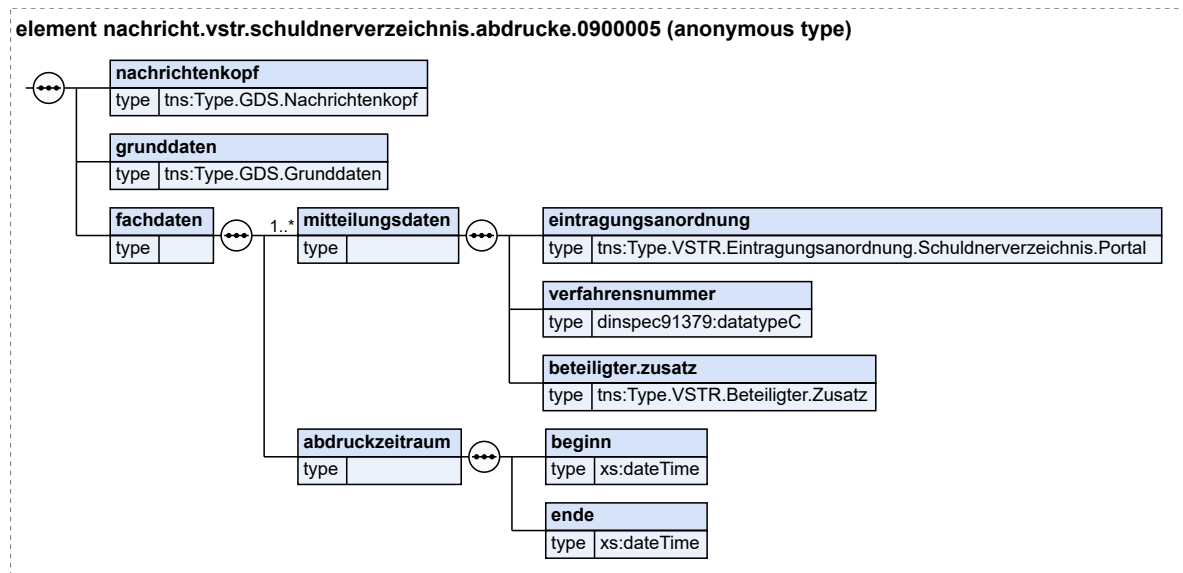 element nachricht.vstr.schuldnerverzeichnis.abdrucke.0900005 (anonymous type)
nachrichtenkopf
type tns:Type.GDS.Nachrichtenkopf
grunddaten
type tns:Type.GDS.Grunddaten
fachdaten
type
1..*
mitteilungsdaten
type
eintragungsanordnung
type tns:Type.VSTR.Eintragungsanordnung.Schuldnerverzeichnis.Portal
verfahrensnummer
type dinspec91379:datatypeC
beteiligter.zusatz
type tns:Type.VSTR.Beteiligter.Zusatz
abdruckzeitraum
type
beginn
type xs:dateTime
ende
type xs:dateTime